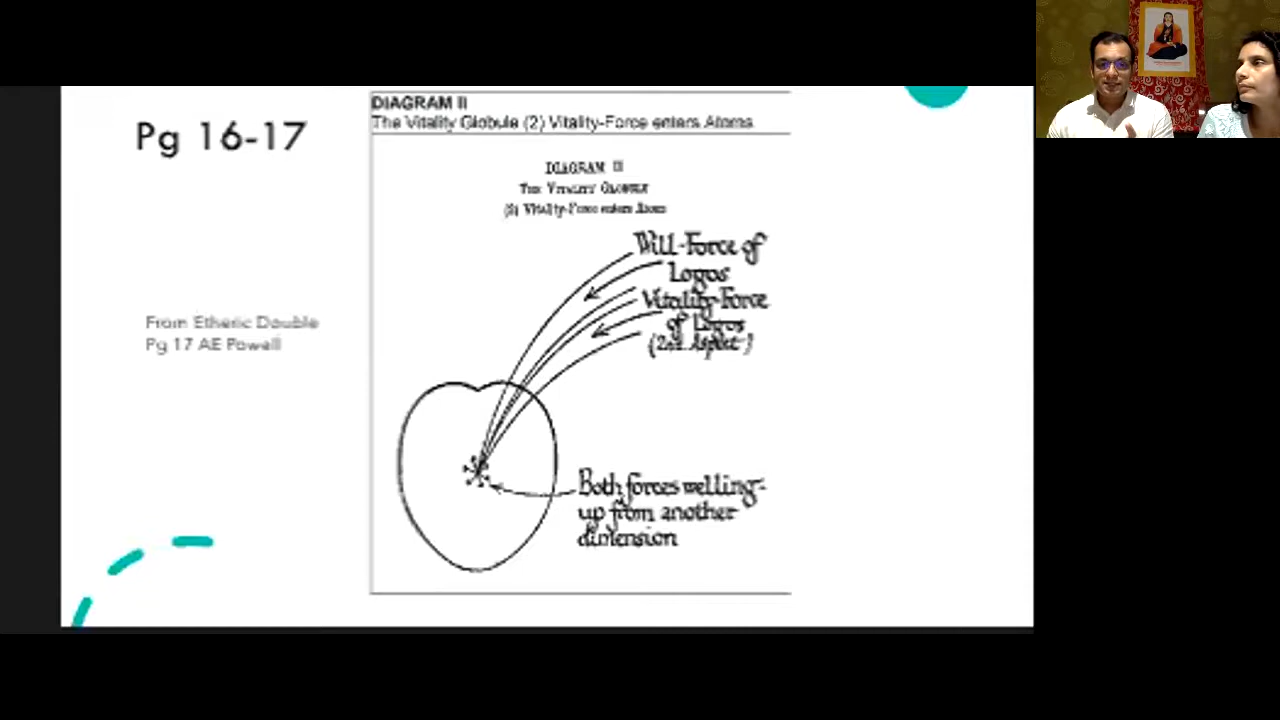 Pg 16-17
From Etheric Double
Pg 17 AE Powell
DIAGRAM II
The Vitality Globule (2) Vitality-Force enters Atoms
DIAGRAM II
THE VITALITY GLOBULE
(2) Vitality-Force enters Atom
Will-Force of
Logos
Vitality-Force
of Logos
(2nd Aspect)
Both forces welling-
up from another
dimension